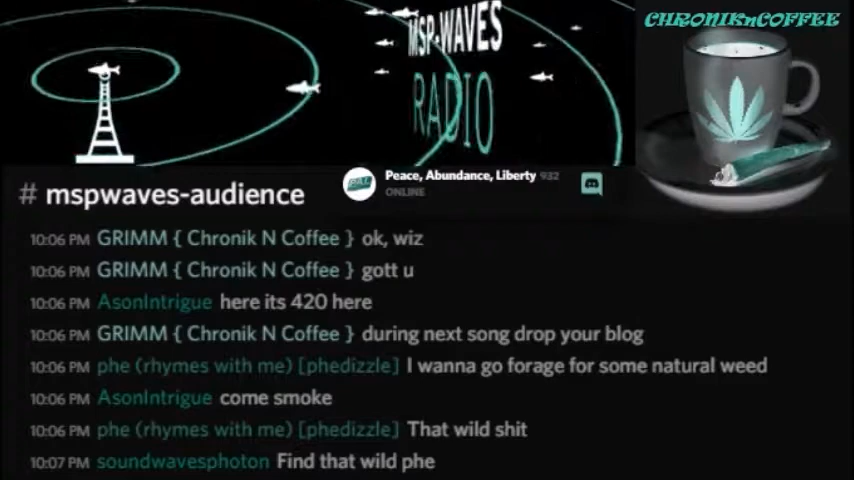 CHRONIKnCOFFEE
MSP-WAVES
RADIO
# mspwaves-audience
PAL
Peace, Abundance, Liberty 932
ONLINE
10:06 PM GRIMM { Chronik N Coffee } ok, wiz
10:06 PM GRIMM { Chronik N Coffee } gott u
10:06 PM AsonIntrigue here its 420 here
10:06 PM GRIMM { Chronik N Coffee } during next song drop your blog
10:06 PM phe (rhymes with me) [phedizzle] I wanna go forage for some natural weed
10:06 PM AsonIntrigue come smoke
10:06 PM phe (rhymes with me) [phedizzle] That wild shit
10:07 PM soundwavesphoton Find that wild phe